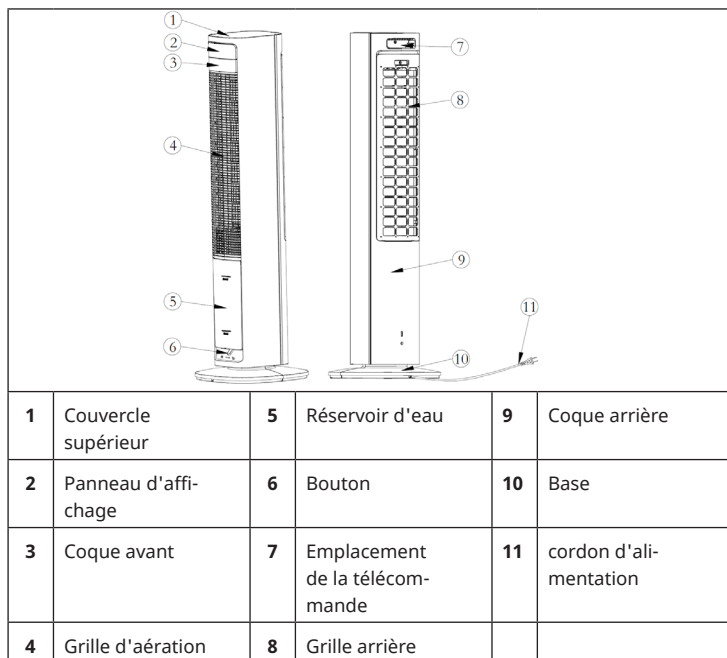 1
2
3
4
5
6
7
8
9
10
11
1 Couvercle supérieur 5 Réservoir d'eau 9 Coque arrière
2 Panneau d'affi-
chage 6 Bouton 10 Base
3 Coque avant 7 Emplacement
de la télécom-
mande 11 cordon d'ali-
mentation
4 Grille d'aération 8 Grille arrière